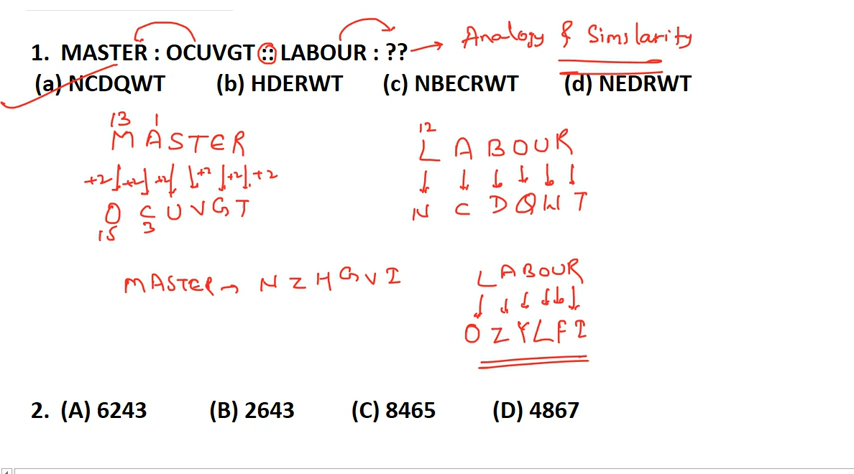 1. MASTER : OCUVGT :: LABOUR : ?? → Analogy & Similarity
(a) NCDQWT (b) HDERWT (c) NBECRWT (d) NEDRWT
13 1
MASTER
+2 +2 +2 +2 +2 +2
O C U V G T
15 3
12
L A B O U R
N C D Q W T
MASTER → N Z H G V I
LABOUR
O Z Y L F I
2. (A) 6243 (B) 2643 (C) 8465 (D) 4867